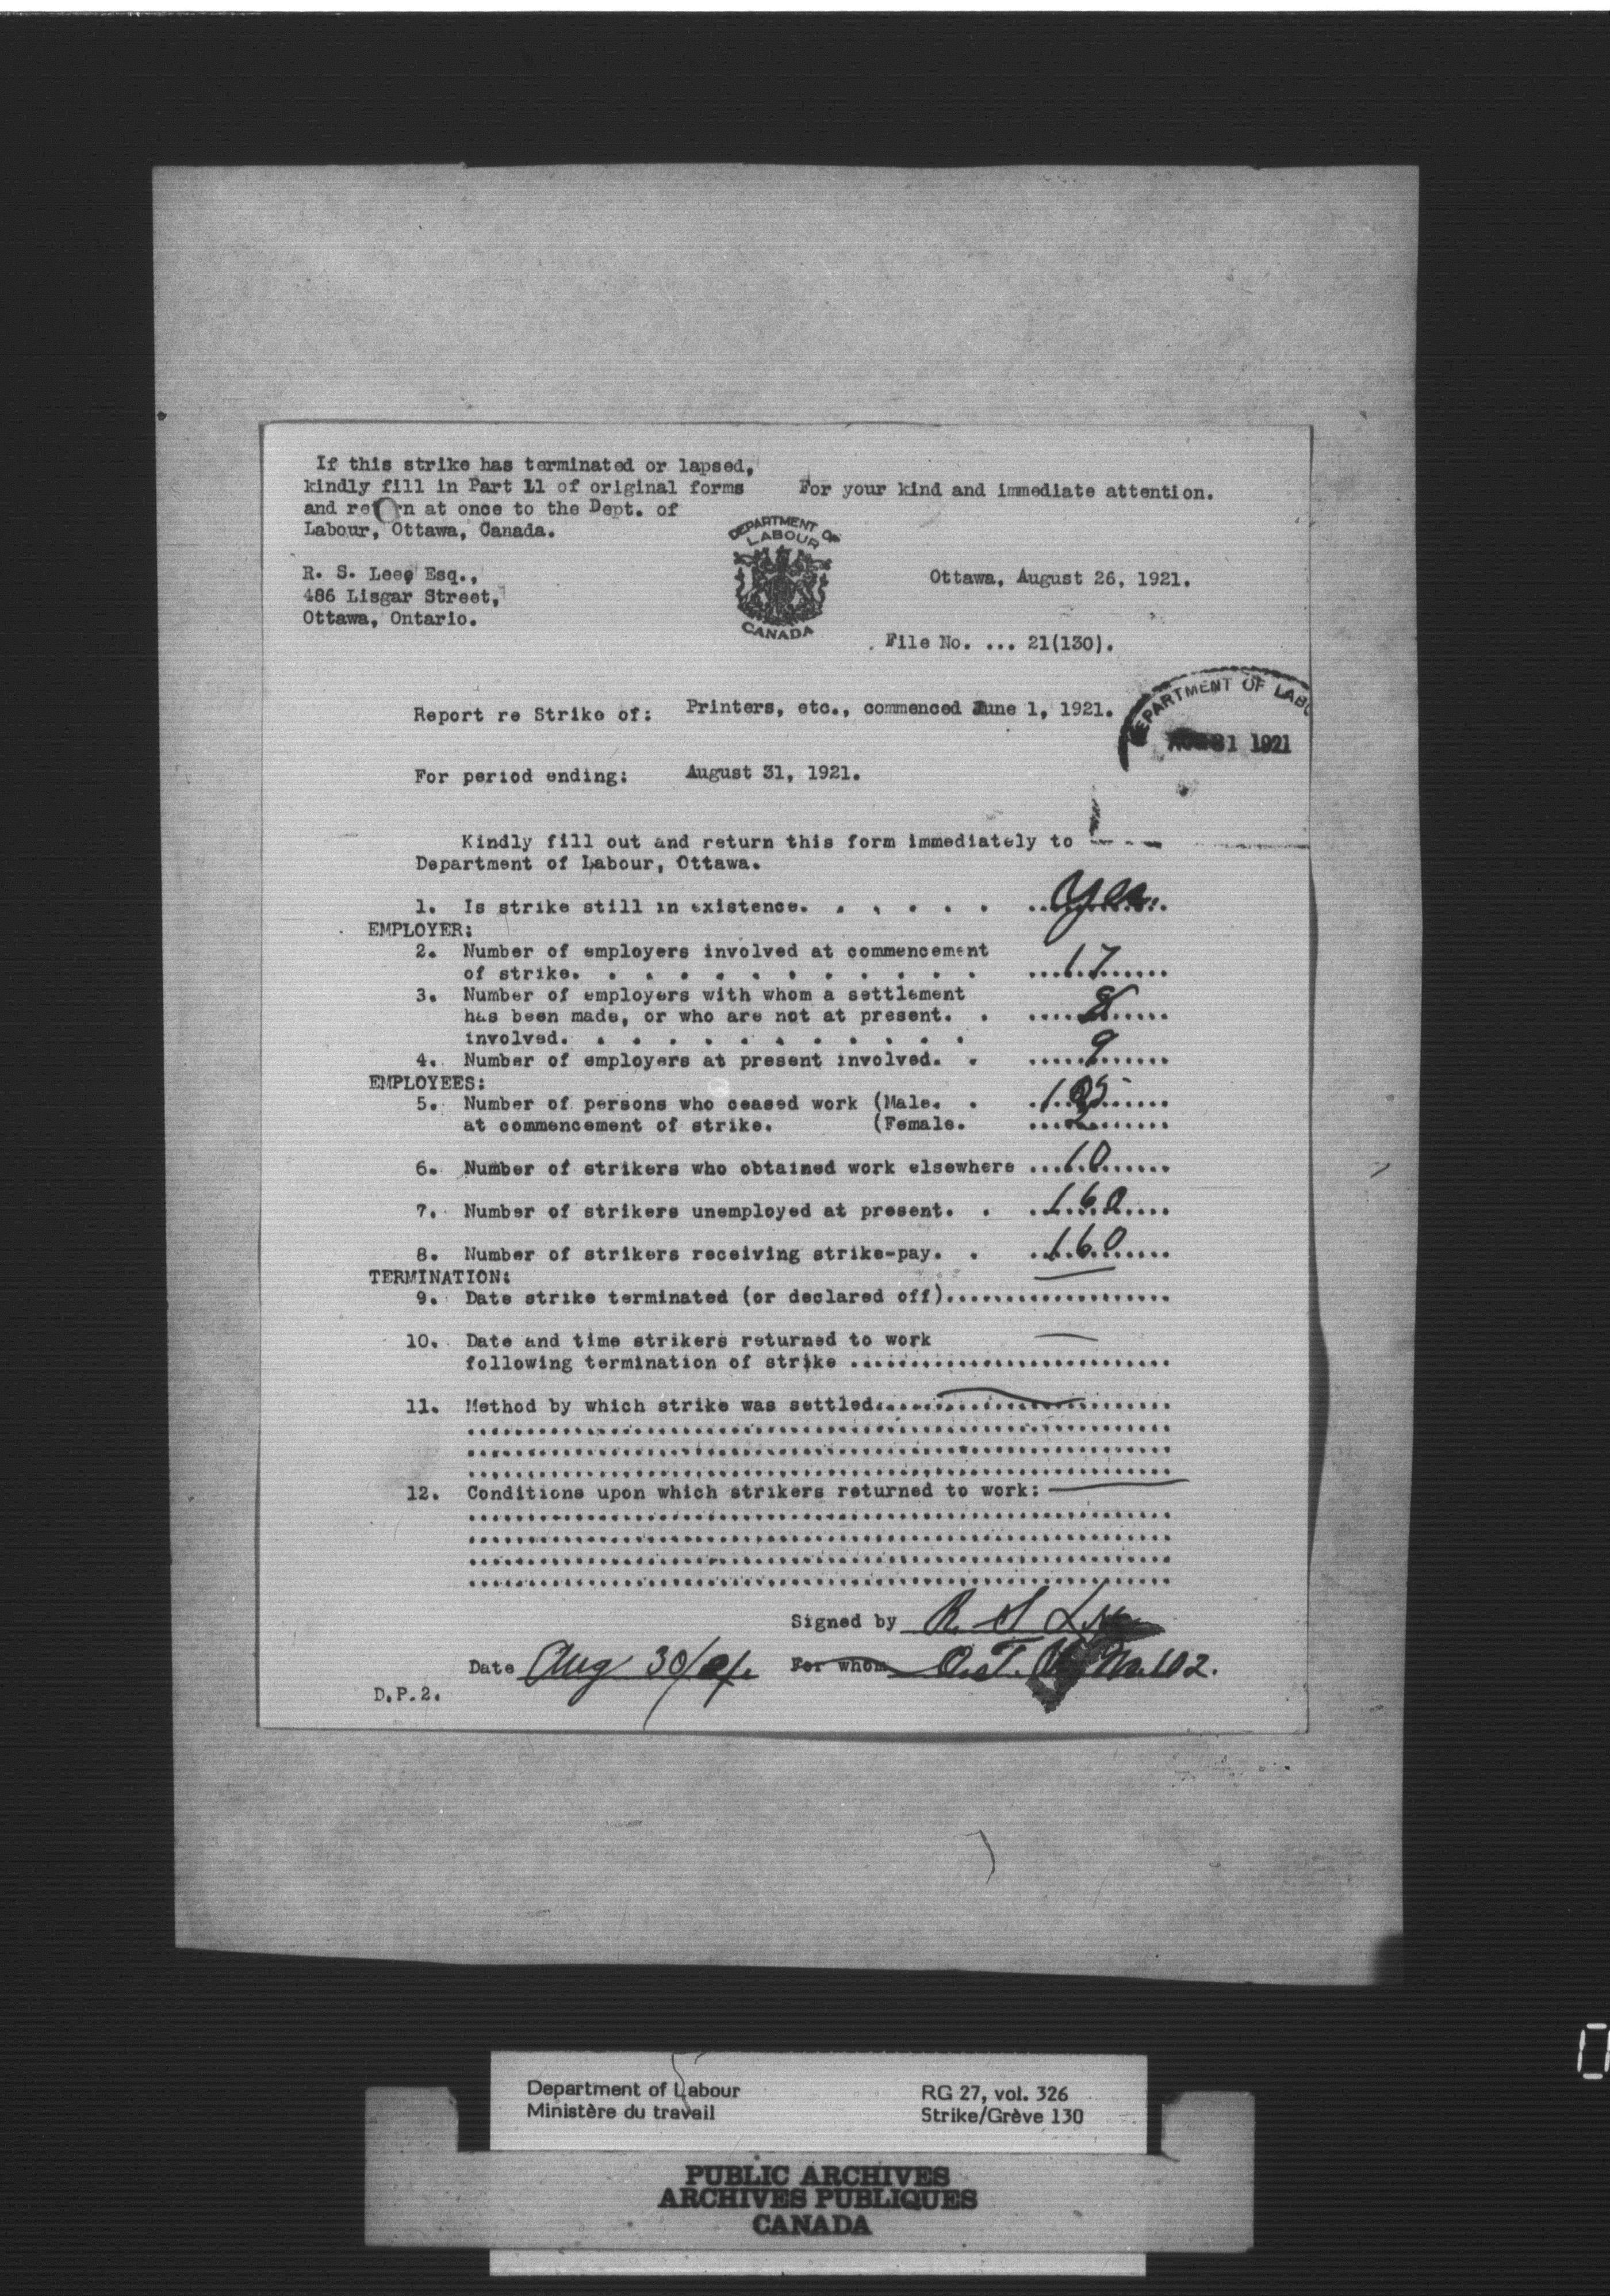 If this strike has terminated or lapsed,
kindly fill in Part 11 of original forms
and return at once to the Dept. of
Labour, Ottawa, Canada.
For your kind and immediate attention.
DEPARTMENT OF
LABOUR
CANADA
R. S. Lee, Esq.,
486 Lisgar Street,
Ottawa, Ontario.
Ottawa, August 26, 1921.
File No. ... 21(130).
DEPARTMENT OF LABO
31 1921
Report re Strike of: Printers, etc., commenced June 1, 1921.
For period ending: August 31, 1921.
Kindly fill out and return this form immediately to
Department of Labour, Ottawa.
1. Is strike still in existence. . . . . . Yes.
EMPLOYER:
2. Number of employers involved at commencement
of strike. . . . . . . . . . . . 17
3. Number of employers with whom a settlement
has been made, or who are not at present. . 8
involved. . . . . . . . . . . .
4. Number of employers at present involved. . 9
EMPLOYEES:
5. Number of persons who ceased work (Male. .
at commencement of strike. (Female. 2
6. Number of strikers who obtained work elsewhere 10
7. Number of strikers unemployed at present. . 160
8. Number of strikers receiving strike-pay. . 160
TERMINATION:
9. Date strike terminated (or declared off)
10. Date and time strikers returned to work
following termination of strike
11. Method by which strike was settled
12. Conditions upon which strikers returned to work:
Signed by R. S. Lee
Date Aug 30/21. For whom O.T.U. No. 102.
D.P.2.
Department of Labour
Ministère du travail
RG 27, vol. 326
Strike/Grève 130
PUBLIC ARCHIVES
ARCHIVES PUBLIQUES
CANADA